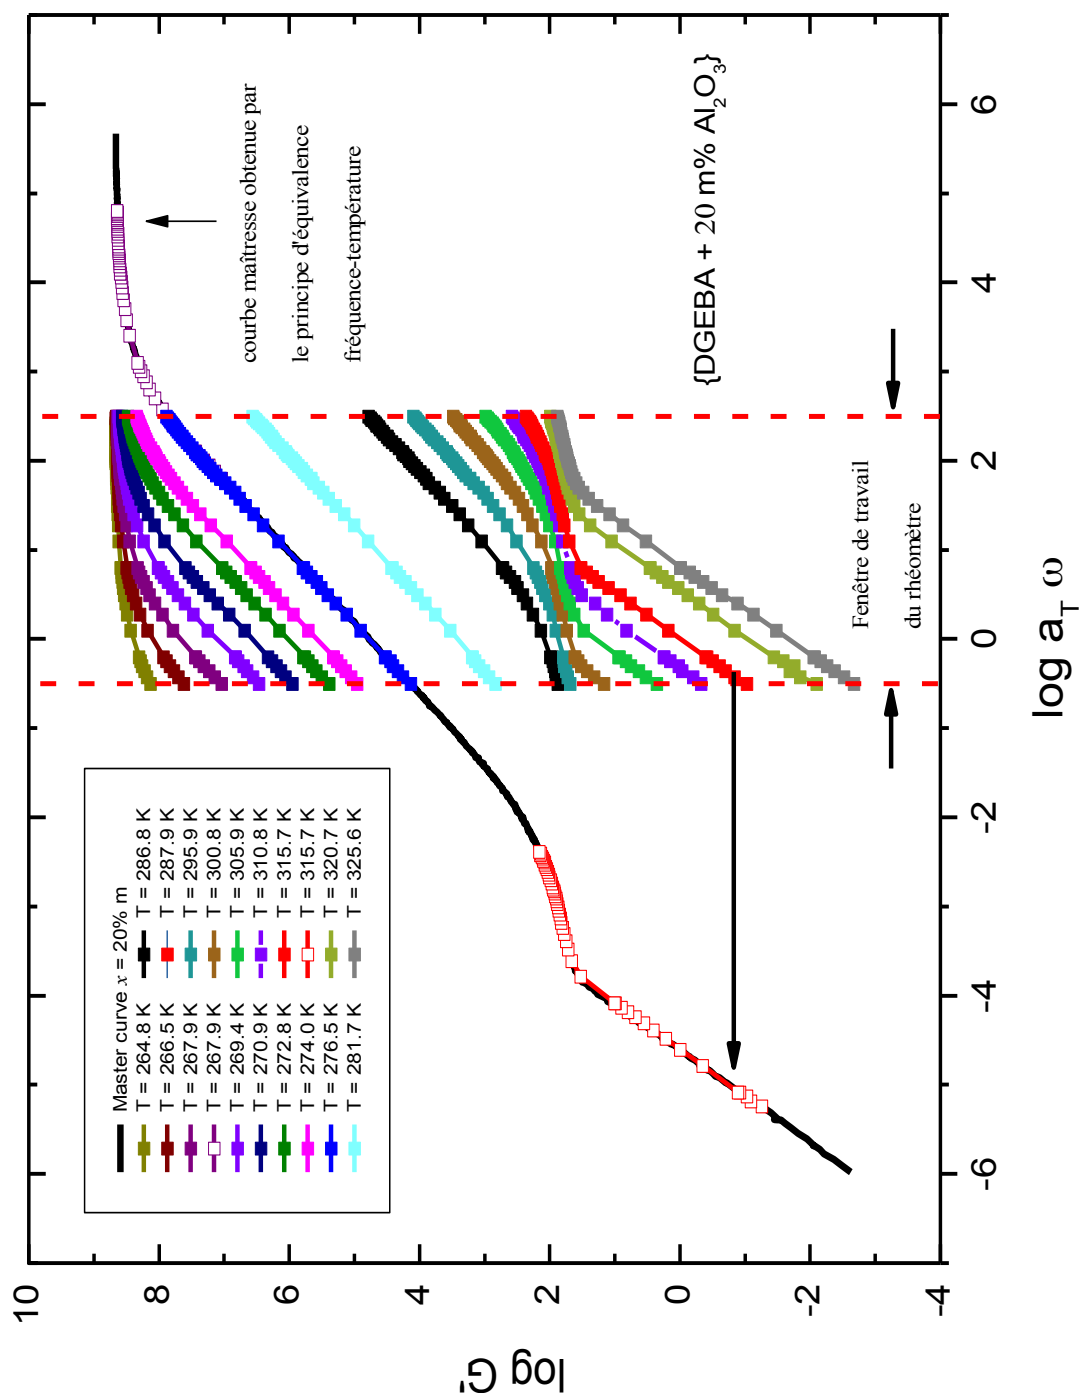 10
8
6
4
2
0
-2
-4
log G'
-6
-4
-2
0
2
4
6
log a_T ω
Master curve x = 20% m
T = 264.8 K
T = 266.5 K
T = 267.9 K
T = 267.9 K
T = 269.4 K
T = 270.9 K
T = 272.8 K
T = 274.0 K
T = 276.5 K
T = 281.7 K
T = 286.8 K
T = 287.9 K
T = 295.9 K
T = 300.8 K
T = 305.9 K
T = 310.8 K
T = 315.7 K
T = 315.7 K
T = 320.7 K
T = 325.6 K
courbe maîtresse obtenue par
le principe d'équivalence
fréquence-température
{DGEBA + 20 m% Al₂O₃}
Fenêtre de travail
du rhéomètre